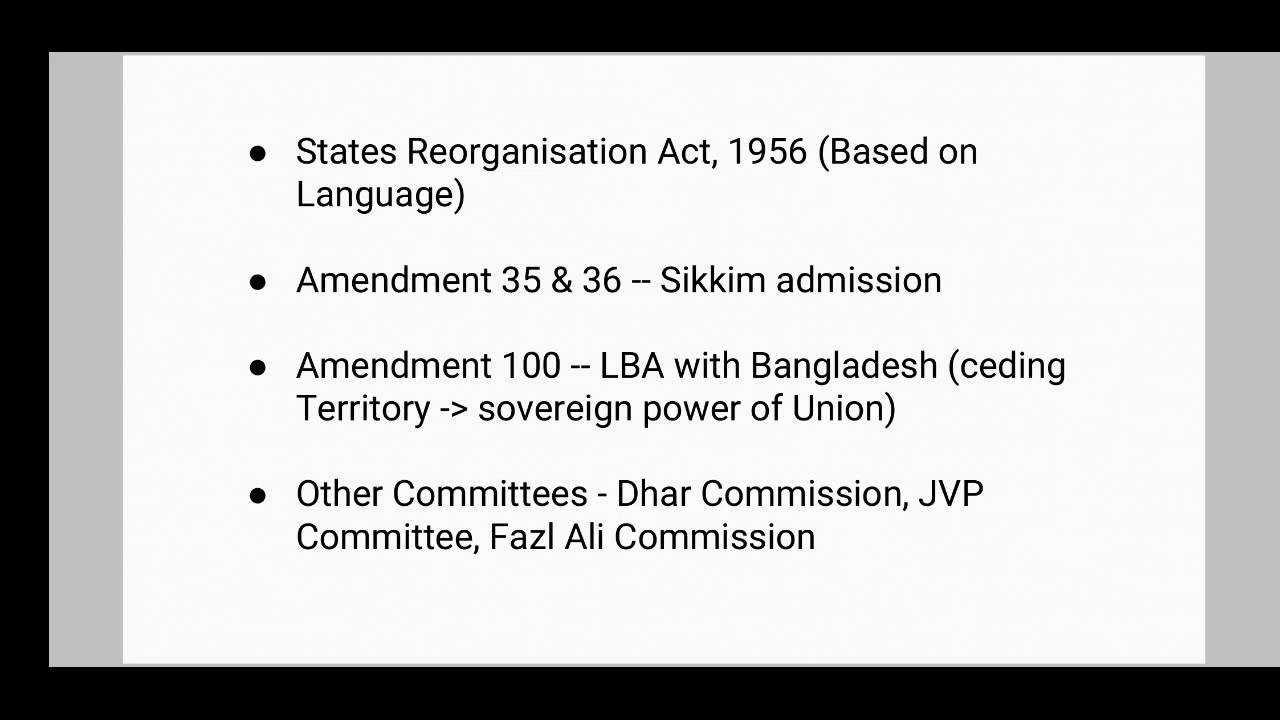 ● States Reorganisation Act, 1956 (Based on
Language)
● Amendment 35 & 36 -- Sikkim admission
● Amendment 100 -- LBA with Bangladesh (ceding
Territory -> sovereign power of Union)
● Other Committees - Dhar Commission, JVP
Committee, Fazl Ali Commission